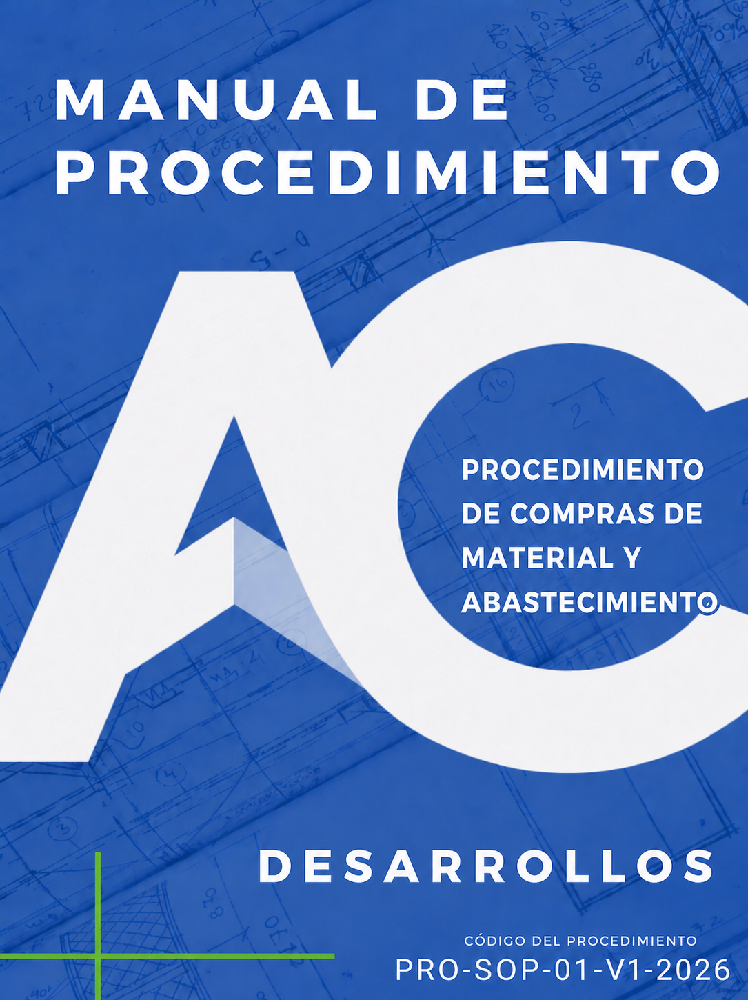 MANUAL DE
PROCEDIMIENTO
AC
PROCEDIMIENTO
DE COMPRAS DE
MATERIAL Y
ABASTECIMIENTO
DESARROLLOS
CÓDIGO DEL PROCEDIMIENTO
PRO-SOP-01-V1-2026